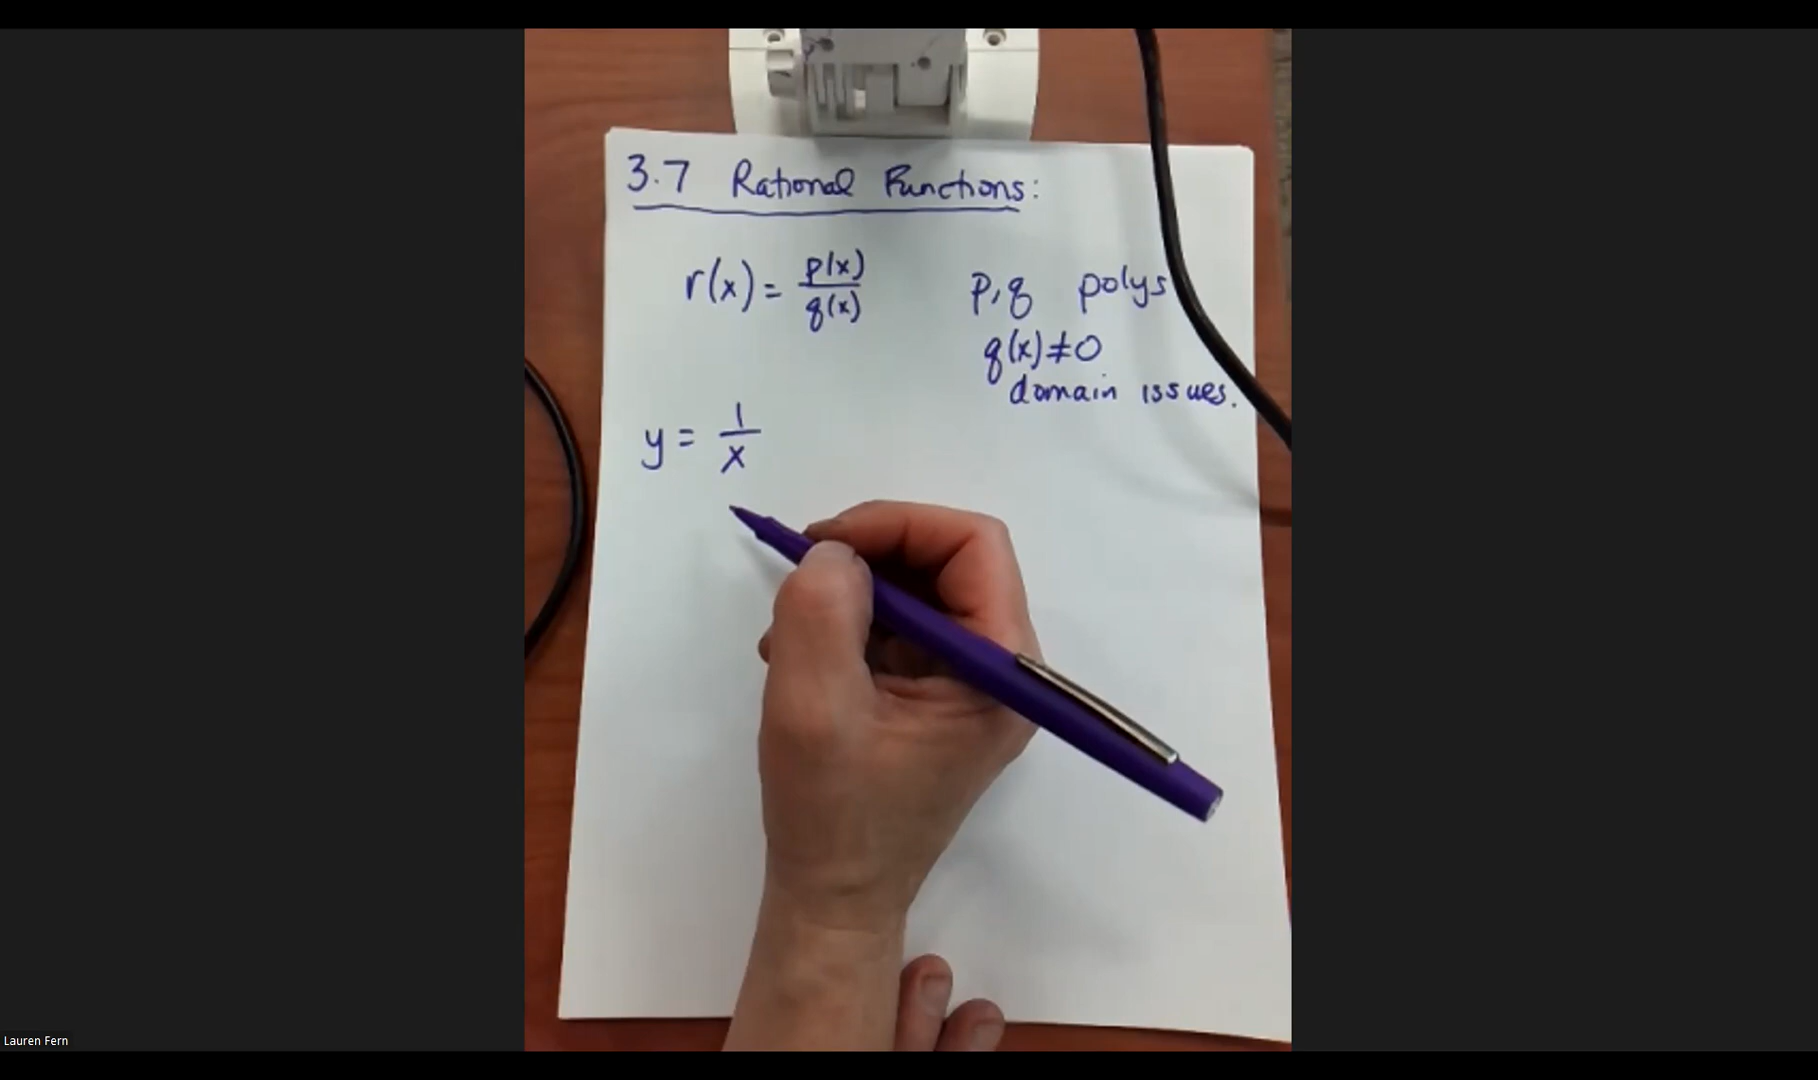 3.7 Rational Functions:
r(x) = p(x)/q(x)
p,q polys
q(x)≠0
domain issues.
y = 1/x
Lauren Fern